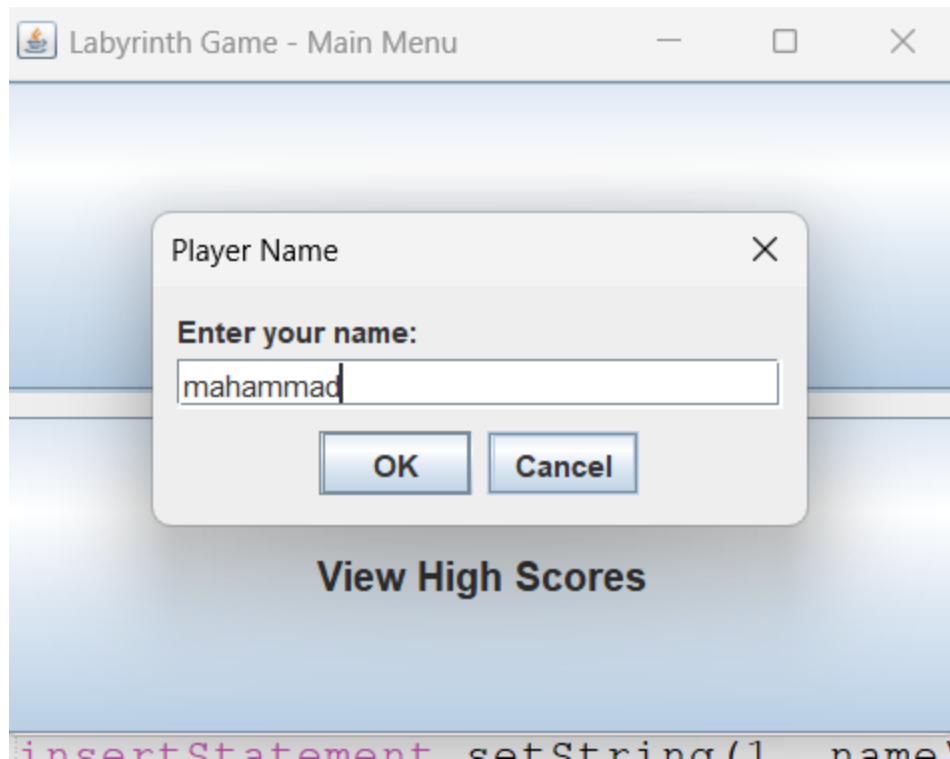 Labyrinth Game - Main Menu
Player Name
Enter your name:
mahammad
OK Cancel
View High Scores
insertStatement.setString(1, name)